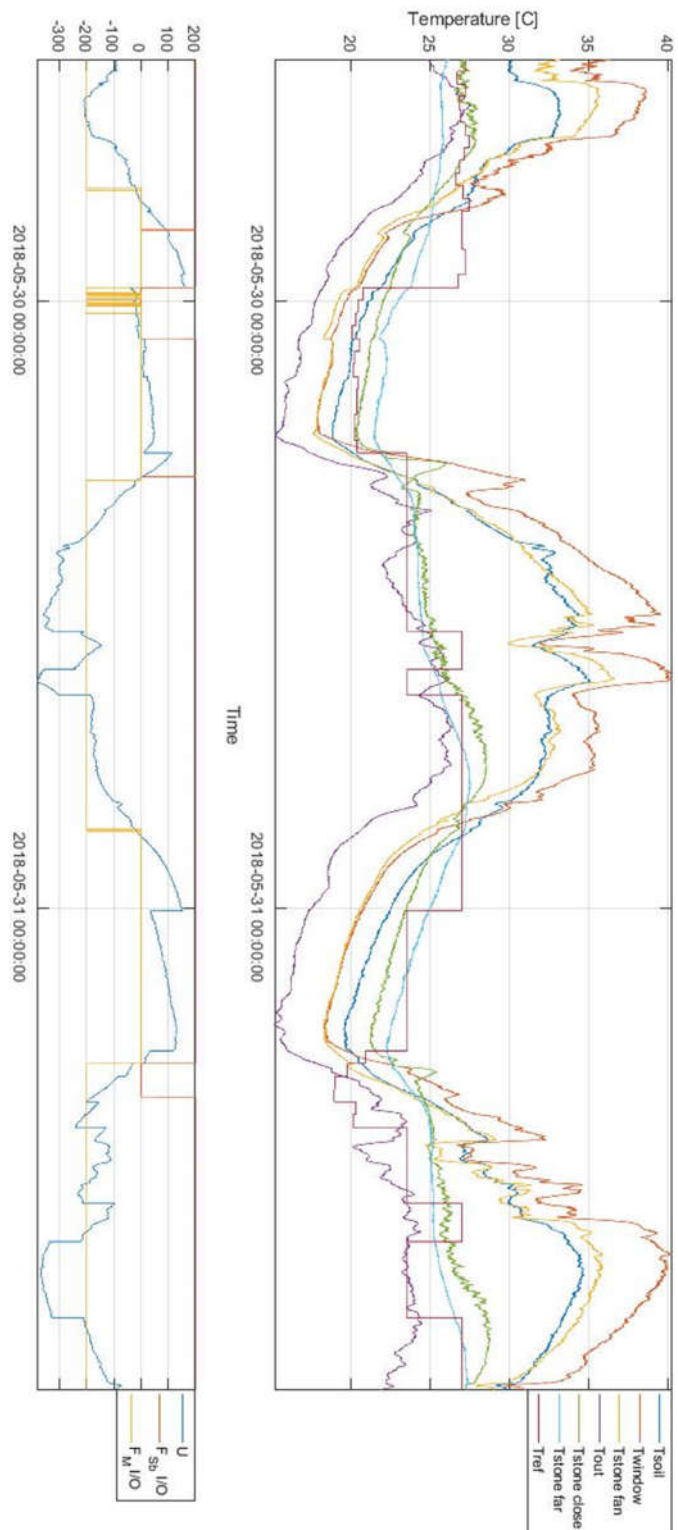 Temperature [C]
40
35
30
25
20
2018-05-30 00:00:00
2018-05-31 00:00:00
Tsoil
Twindow
Tstone fan
Tout
Tstone close
Tstone far
Tref
Time
200
100
0
-100
-200
-300
2018-05-30 00:00:00
2018-05-31 00:00:00
U
F Sb I/O
F M I/O